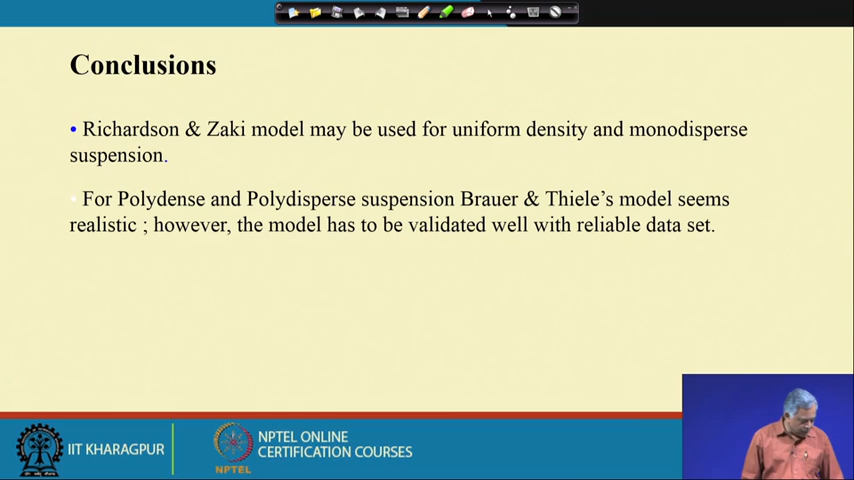 Conclusions
• Richardson & Zaki model may be used for uniform density and monodisperse
suspension.
• For Polydense and Polydisperse suspension Brauer & Thiele’s model seems
realistic ; however, the model has to be validated well with reliable data set.
IIT KHARAGPUR
NPTEL
NPTEL ONLINE
CERTIFICATION COURSES